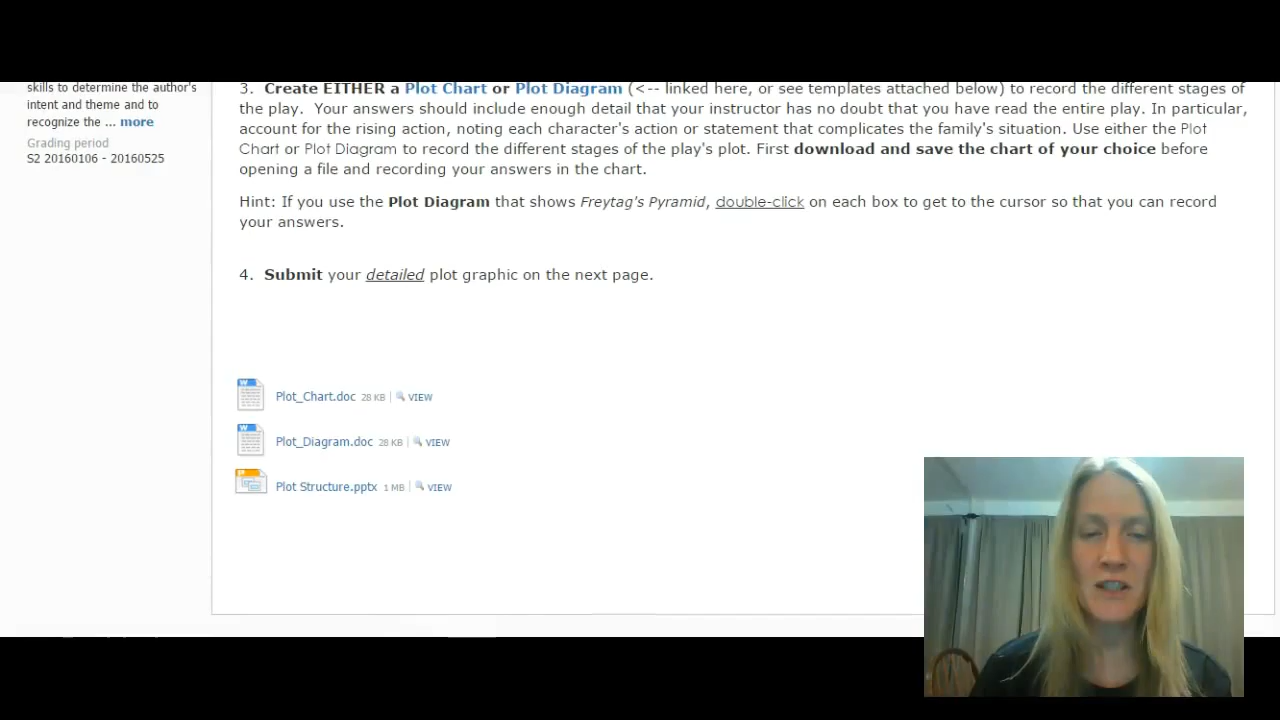 skills to determine the author's
intent and theme and to
recognize the ... more
Grading period
S2 20160106 - 20160525
3. Create EITHER a Plot Chart or Plot Diagram (<-- linked here, or see templates attached below) to record the different stages of
the play. Your answers should include enough detail that your instructor has no doubt that you have read the entire play. In particular,
account for the rising action, noting each character's action or statement that complicates the family's situation. Use either the Plot
Chart or Plot Diagram to record the different stages of the play's plot. First download and save the chart of your choice before
opening a file and recording your answers in the chart.
Hint: If you use the Plot Diagram that shows Freytag's Pyramid, double-click on each box to get to the cursor so that you can record
your answers.
4. Submit your detailed plot graphic on the next page.
Plot_Chart.doc 28 KB | VIEW
Plot_Diagram.doc 28 KB | VIEW
Plot Structure.pptx 1 MB | VIEW